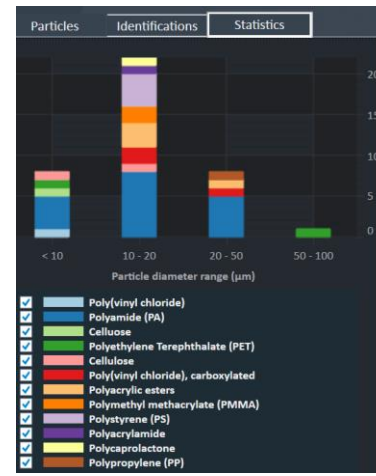 Particles Identifications Statistics
20
15
10
5
0
< 10 10 - 20 20 - 50 50 - 100
Particle diameter range (µm)
Poly(vinyl chloride)
Polyamide (PA)
Celluose
Polyethylene Terephthalate (PET)
Cellulose
Poly(vinyl chloride), carboxylated
Polyacrylic esters
Polymethyl methacrylate (PMMA)
Polystyrene (PS)
Polyacrylamide
Polycaprolactone
Polypropylene (PP)